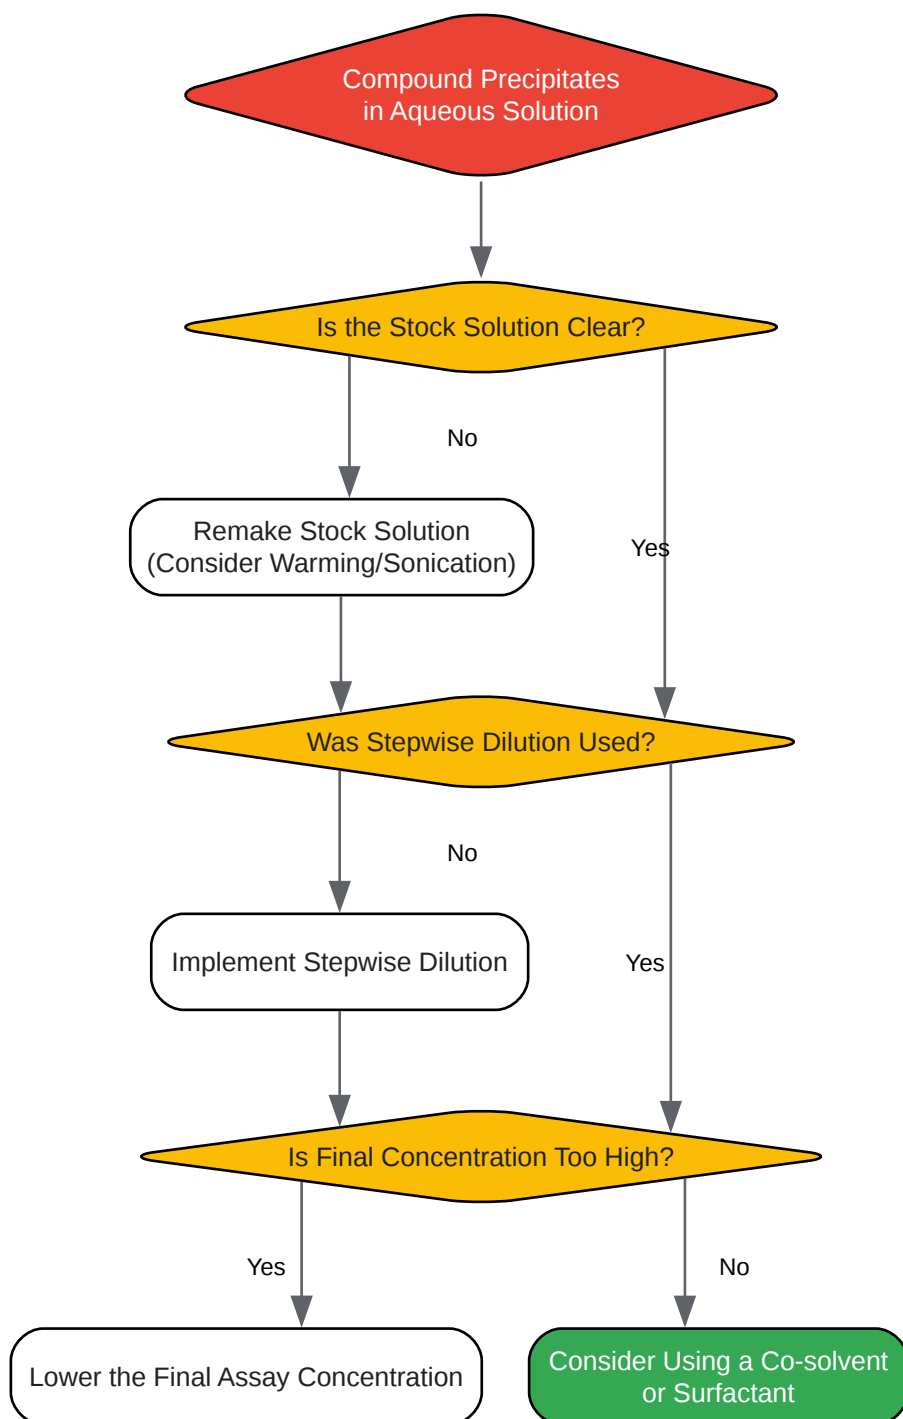 Compound Precipitates
in Aqueous Solution
Is the Stock Solution Clear?
No
Remake Stock Solution
(Consider Warming/Sonication)
Yes
Was Stepwise Dilution Used?
No
Implement Stepwise Dilution
Yes
Is Final Concentration Too High?
Yes
No
Lower the Final Assay Concentration
Consider Using a Co-solvent
or Surfactant